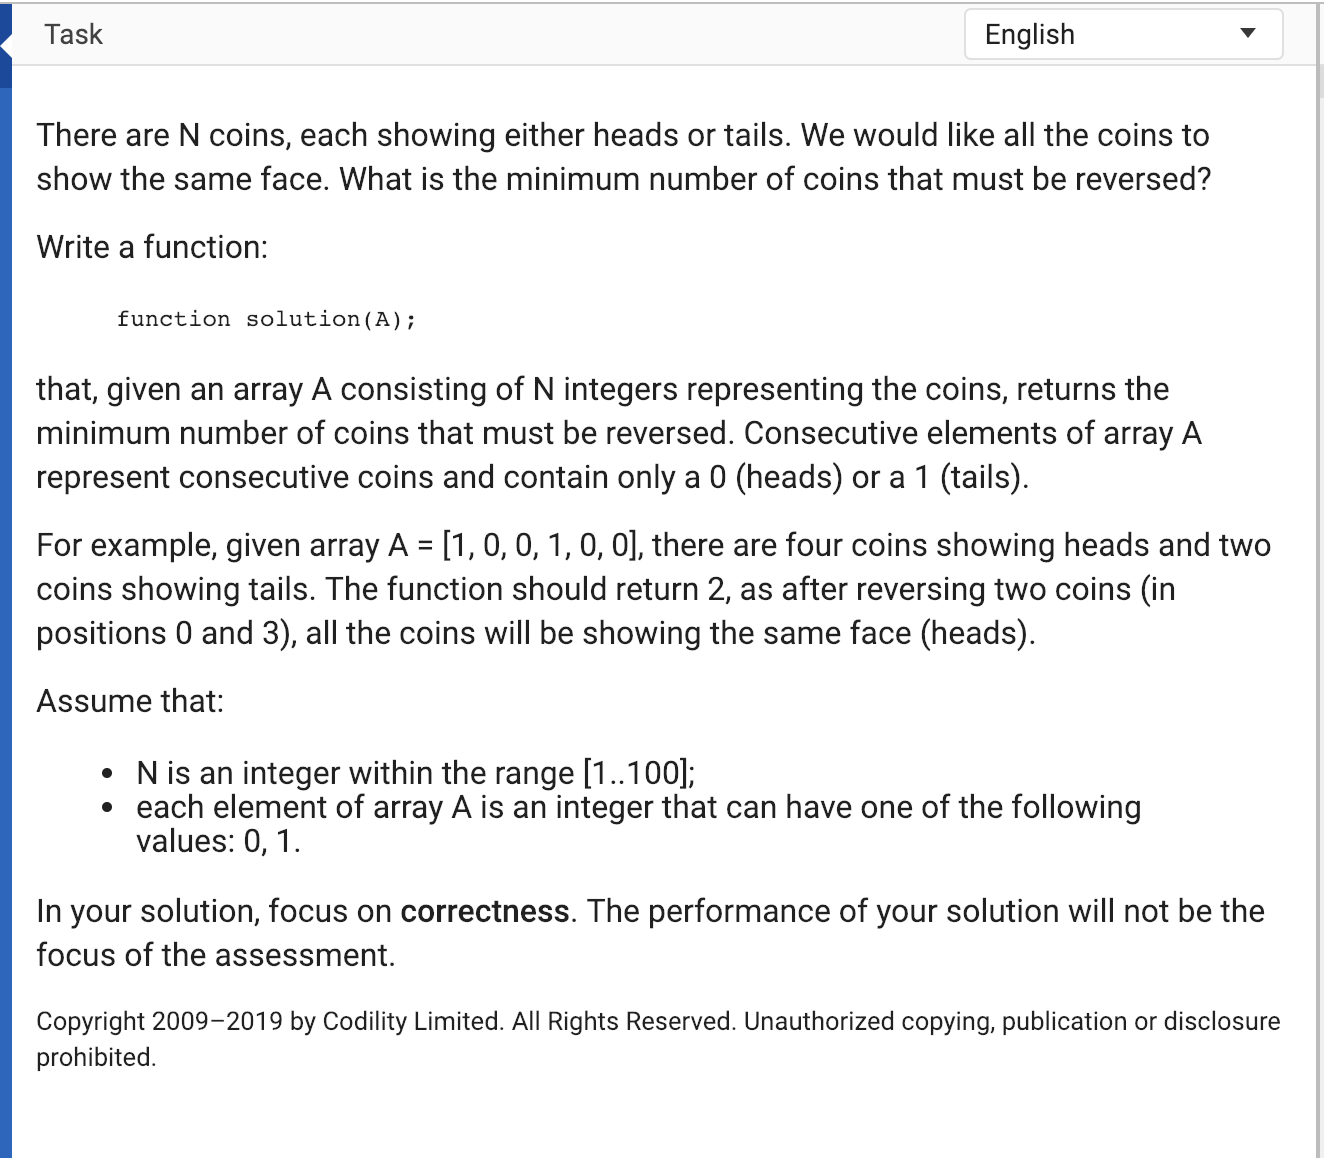 Task
English
There are N coins, each showing either heads or tails. We would like all the coins to
show the same face. What is the minimum number of coins that must be reversed?
Write a function:
function solution(A);
that, given an array A consisting of N integers representing the coins, returns the
minimum number of coins that must be reversed. Consecutive elements of array A
represent consecutive coins and contain only a 0 (heads) or a 1 (tails).
For example, given array A = [1, 0, 0, 1, 0, 0], there are four coins showing heads and two
coins showing tails. The function should return 2, as after reversing two coins (in
positions 0 and 3), all the coins will be showing the same face (heads).
Assume that:
• N is an integer within the range [1..100];
• each element of array A is an integer that can have one of the following
values: 0, 1.
In your solution, focus on correctness. The performance of your solution will not be the
focus of the assessment.
Copyright 2009–2019 by Codility Limited. All Rights Reserved. Unauthorized copying, publication or disclosure
prohibited.